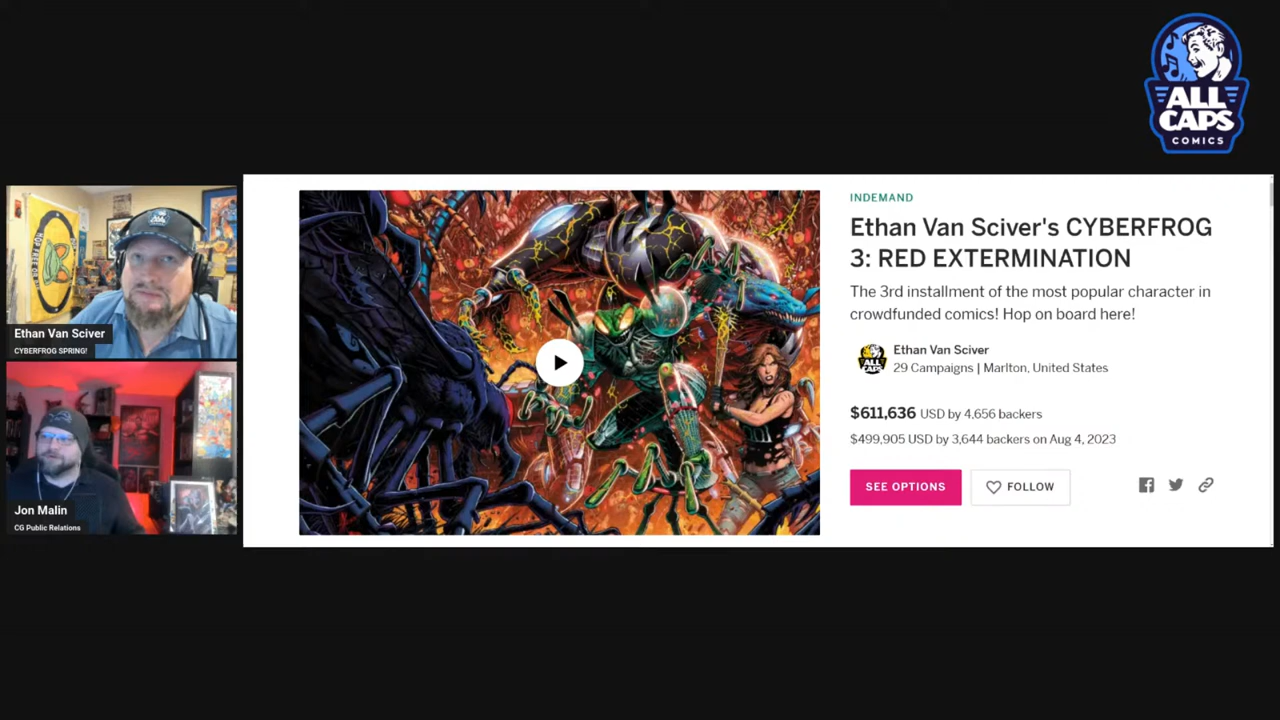 ALL
CAPS
COMICS
Ethan Van Sciver
CYBERFROG SPRING!
Jon Malin
CG Public Relations
INDEMAND
Ethan Van Sciver's CYBERFROG
3: RED EXTERMINATION
The 3rd installment of the most popular character in
crowdfunded comics! Hop on board here!
ALL
CAPS
Ethan Van Sciver
29 Campaigns | Marlton, United States
$611,636 USD by 4,656 backers
$499,905 USD by 3,644 backers on Aug 4, 2023
SEE OPTIONS
FOLLOW